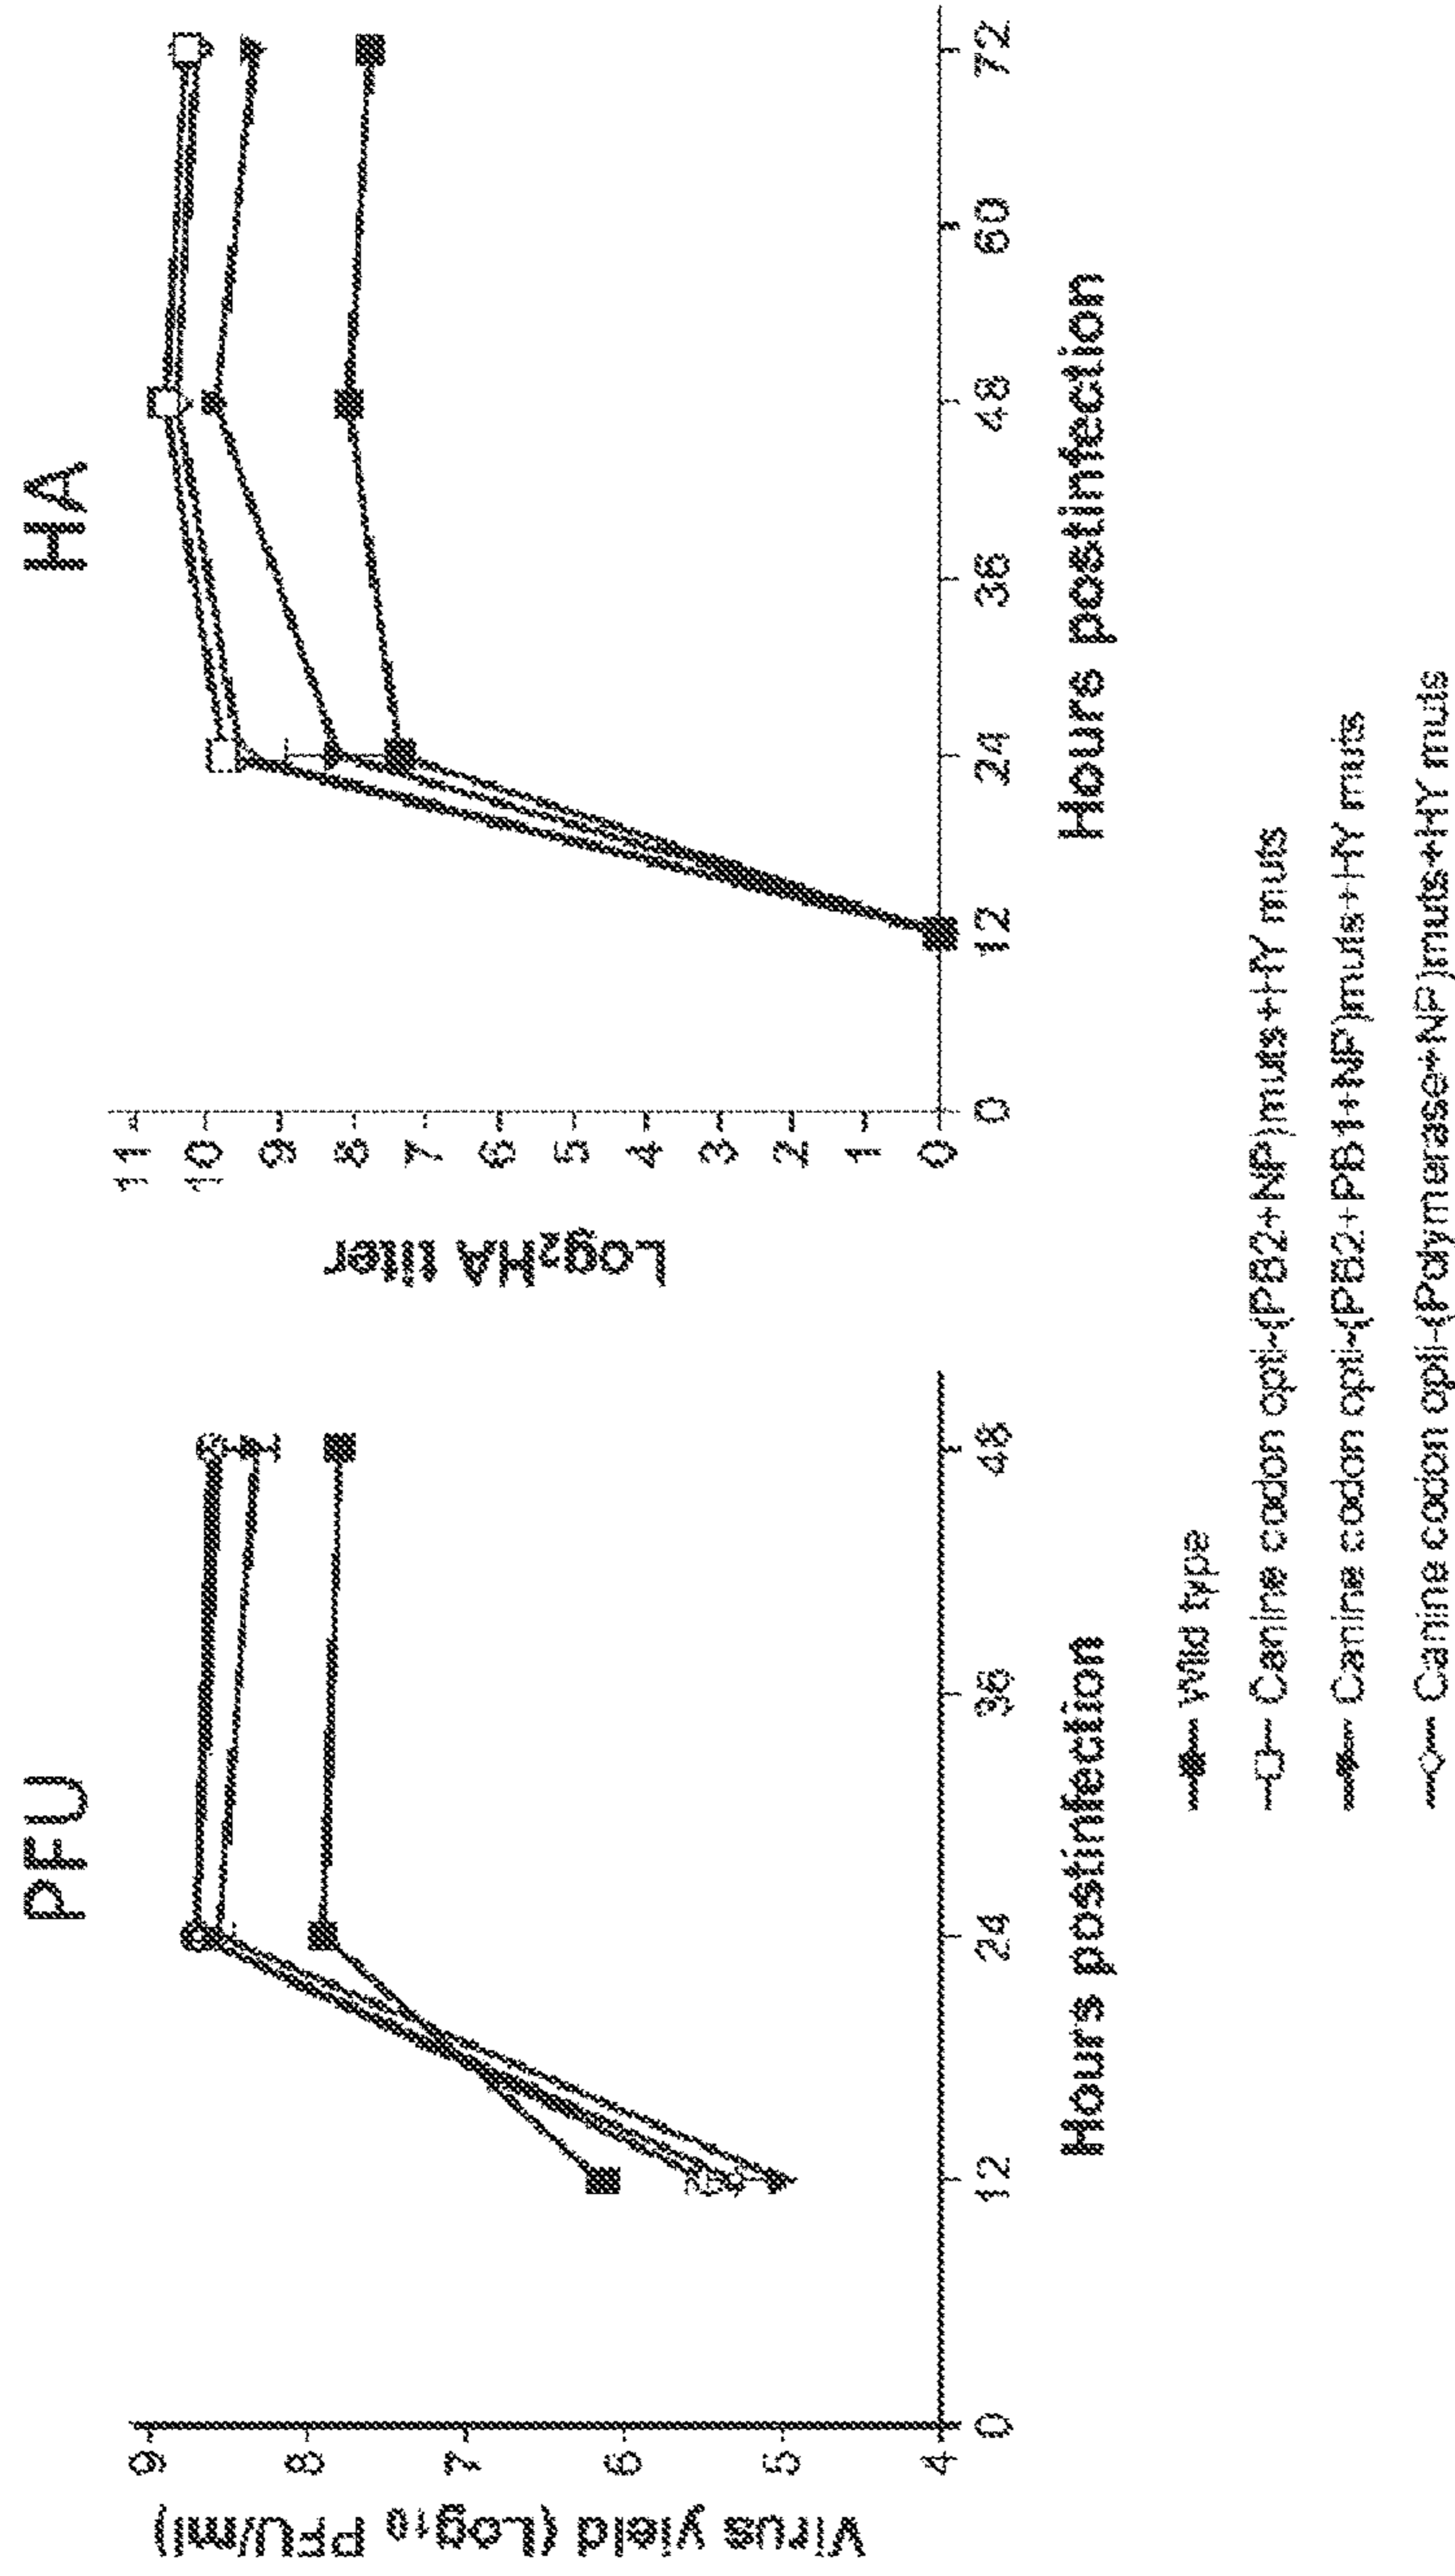 PFU
Virus yield (Log₁₀ PFU/ml)
9
8
7
6
5
4
0 12 24 36 48
Hours postinfection
HA
Log₂HA titer
11
10
9
8
7
6
5
4
3
2
1
0
0 12 24 36 48 60 72
Hours postinfection
Wild type
Canine codon opti-(PB2+NP)muts+HY muts
Canine codon opti-(PB2+PB1+NP)muts+HY muts
Canine codon opti-(Polymerase+NP)muts+HY muts